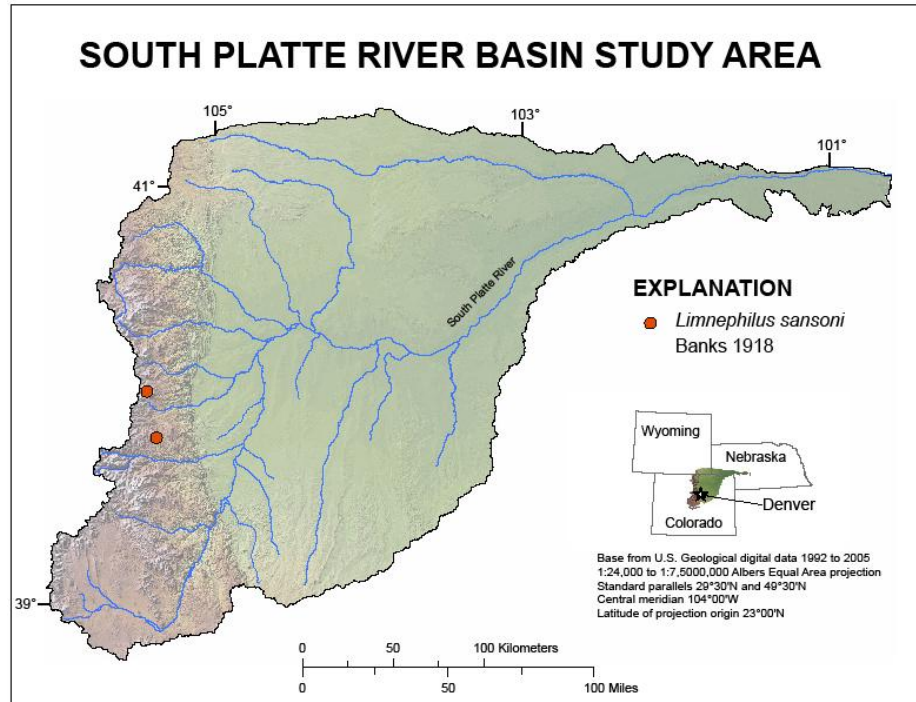 SOUTH PLATTE RIVER BASIN STUDY AREA
105°
103°
101°
41°
South Platte River
EXPLANATION
Limnephilus sansoni
Banks 1918
Wyoming
Nebraska
Denver
Colorado
Base from U.S. Geological digital data 1992 to 2005
1:24,000 to 1:7,5000,000 Albers Equal Area projection
Standard parallels 29°30'N and 49°30'N
Central meridian 104°00'W
Latitude of projection origin 23°00'N
39°
0 50 100 Kilometers
0 50 100 Miles